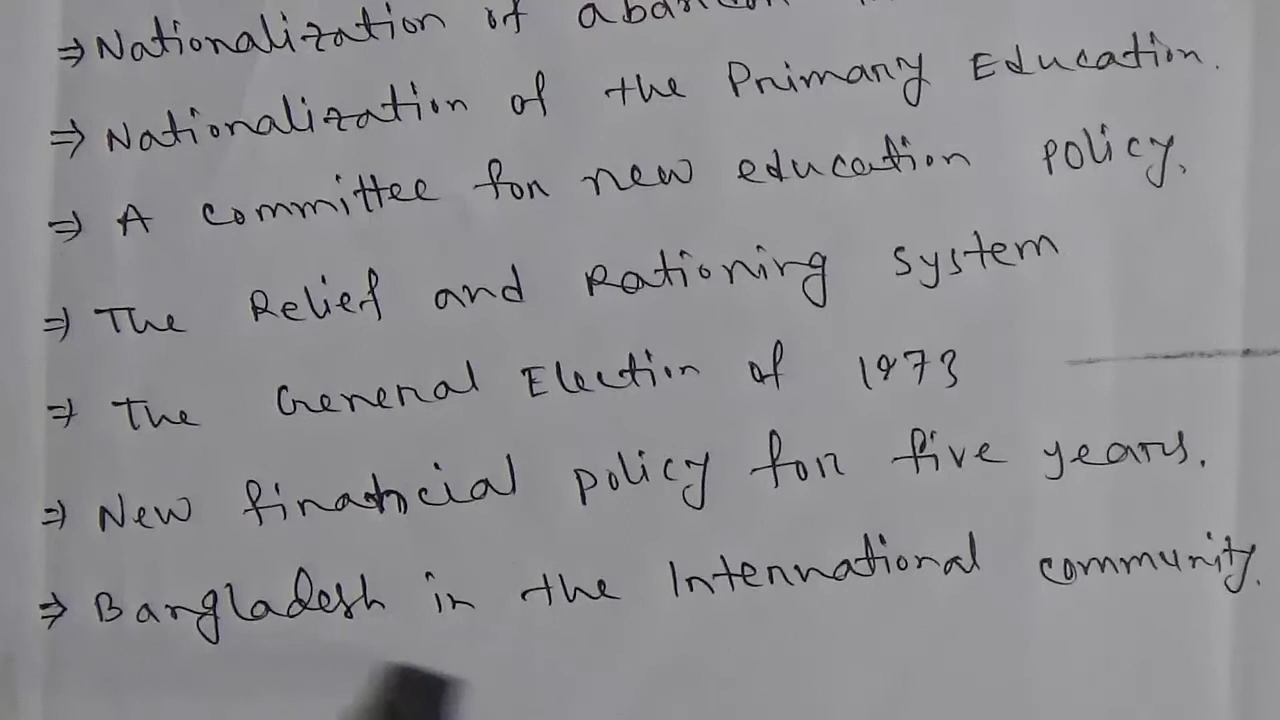 ⇒ Nationalization of
⇒ Nationalization of the Primary Education.
⇒ A committee for new education policy.
⇒ The Relief and Rationing system
⇒ The General Election of 1973
⇒ New financial policy for five years.
⇒ Bangladesh in the International community.